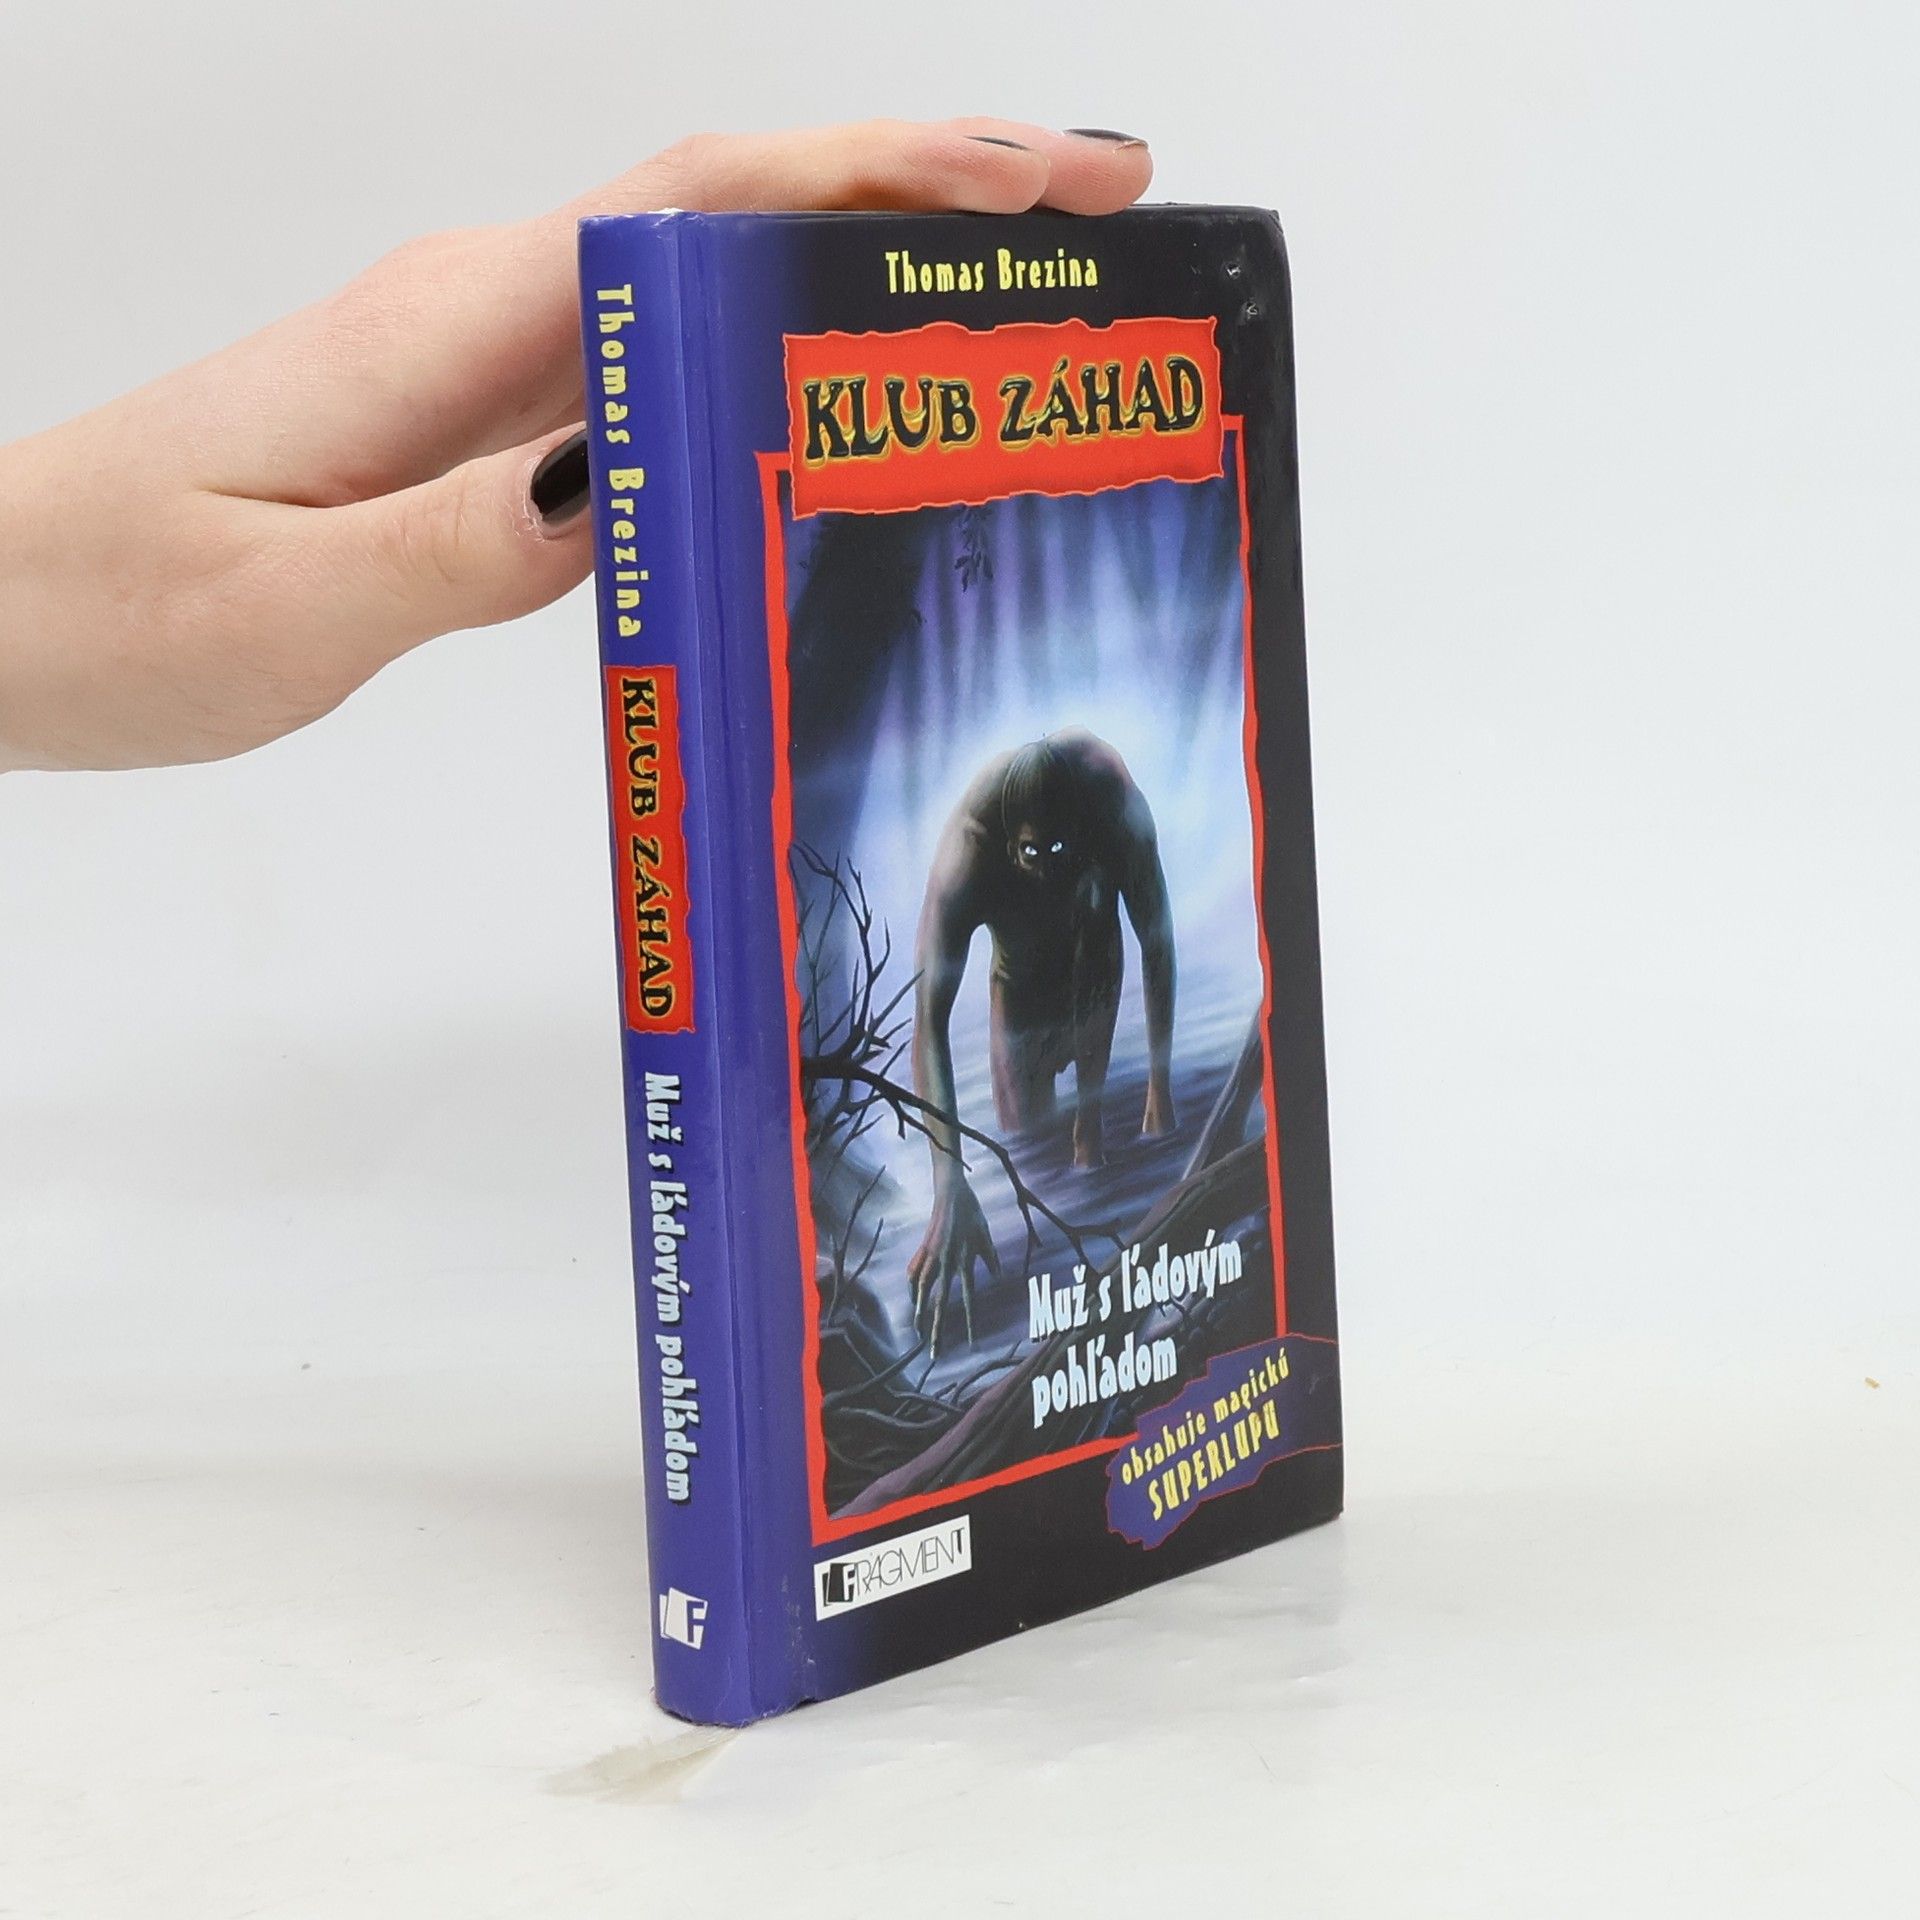 Thomas Brezina
KLUB ZÁHAD
Muž s ľadovým
pohľadom
obsahuje magickú
SUPERLUPU
FRAGMENT
Thomas Brezina
KLUB ZÁHAD
Muž s ľadovým pohľadom
F